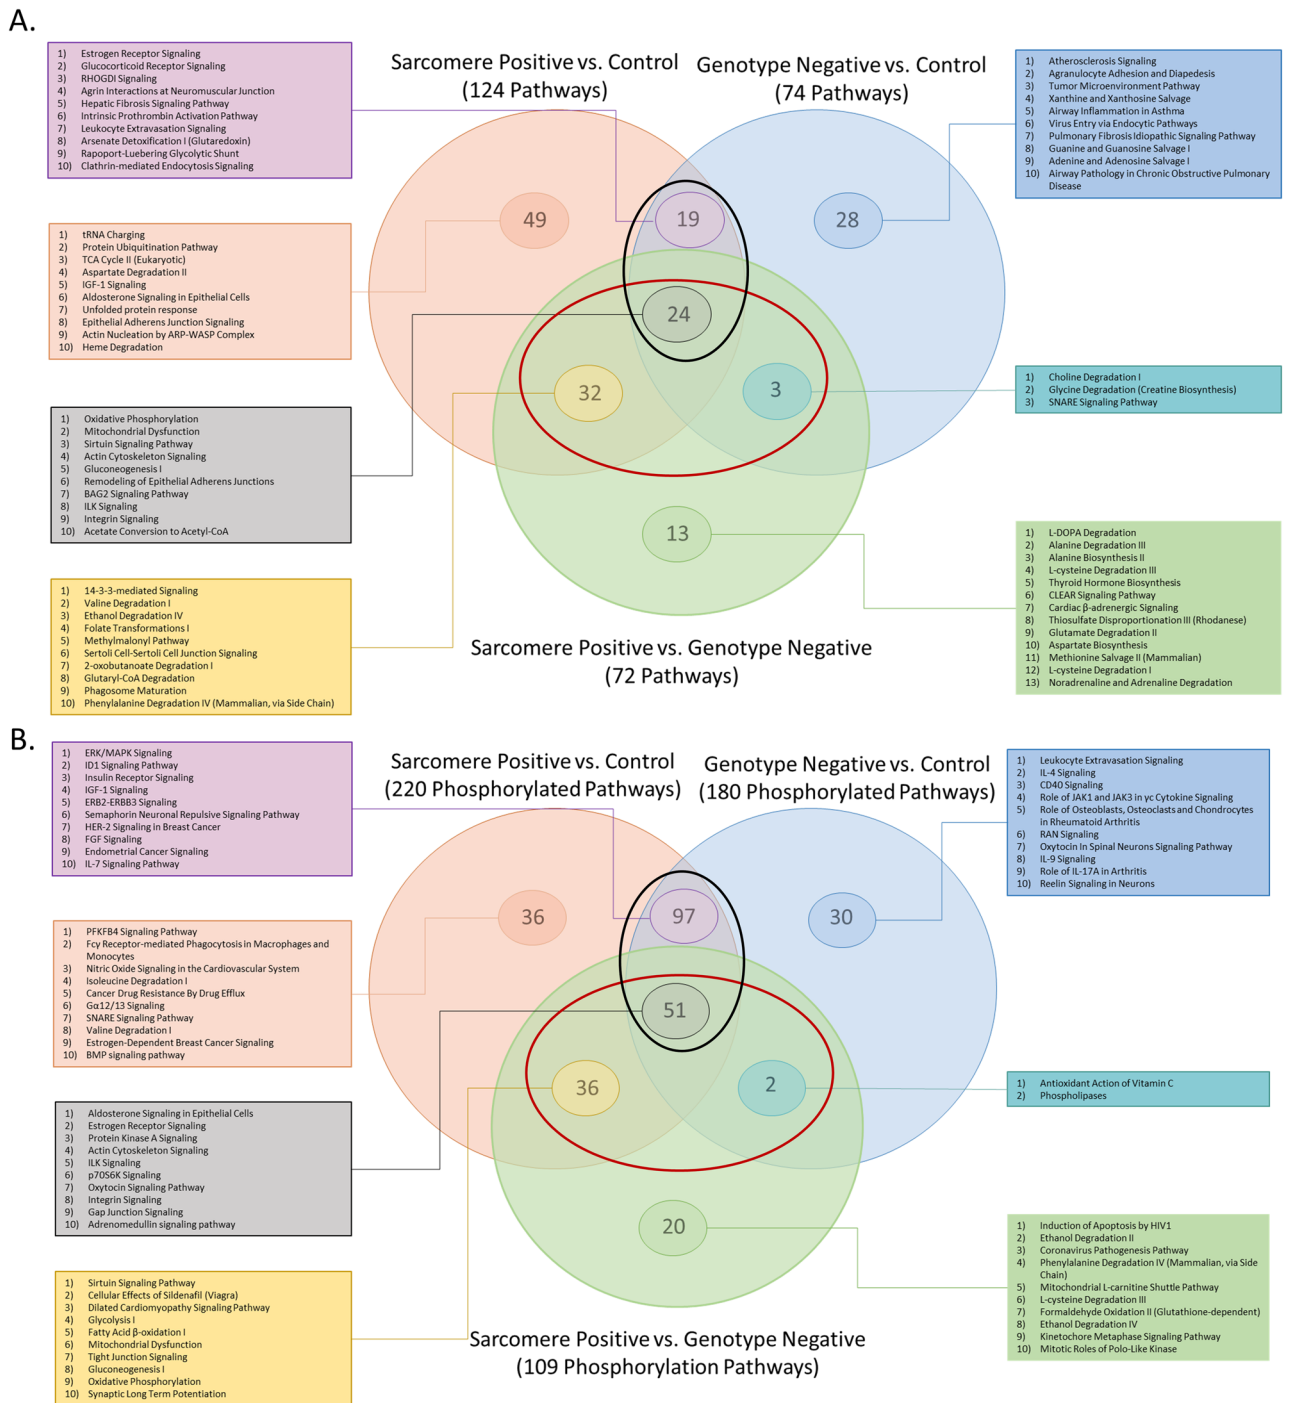 A.
1) Estrogen Receptor Signaling
2) Glucocorticoid Receptor Signaling
3) RHOGDI Signaling
4) Agrin Interactions at Neuromuscular Junction
5) Hepatic Fibrosis Signaling Pathway
6) Intrinsic Prothrombin Activation Pathway
7) Leukocyte Extravasation Signaling
8) Arsenate Detoxification I (Glutaredoxin)
9) Rapoport-Luebering Glycolytic Shunt
10) Clathrin-mediated Endocytosis Signaling
1) tRNA Charging
2) Protein Ubiquitination Pathway
3) TCA Cycle II (Eukaryotic)
4) Aspartate Degradation II
5) IGF-1 Signaling
6) Aldosterone Signaling in Epithelial Cells
7) Unfolded protein response
8) Epithelial Adherens Junction Signaling
9) Actin Nucleation by ARP-WASP Complex
10) Heme Degradation
1) Oxidative Phosphorylation
2) Mitochondrial Dysfunction
3) Sirtuin Signaling Pathway
4) Actin Cytoskeleton Signaling
5) Gluconeogenesis I
6) Remodeling of Epithelial Adherens Junctions
7) BAG2 Signaling Pathway
8) ILK Signaling
9) Integrin Signaling
10) Acetate Conversion to Acetyl-CoA
1) 14-3-3-mediated Signaling
2) Valine Degradation I
3) Ethanol Degradation IV
4) Folate Transformations I
5) Methylmalonyl Pathway
6) Sertoli Cell-Sertoli Cell Junction Signaling
7) 2-oxobutanoate Degradation I
8) Glutaryl-CoA Degradation
9) Phagosome Maturation
10) Phenylalanine Degradation IV (Mammalian, via Side Chain)
Sarcomere Positive vs. Control
(124 Pathways)
Genotype Negative vs. Control
(74 Pathways)
49
19
28
24
32
3
13
Sarcomere Positive vs. Genotype Negative
(72 Pathways)
1) Atherosclerosis Signaling
2) Agranulocyte Adhesion and Diapedesis
3) Tumor Microenvironment Pathway
4) Xanthine and Xanthosine Salvage
5) Airway Inflammation in Asthma
6) Virus Entry via Endocytic Pathways
7) Pulmonary Fibrosis Idiopathic Signaling Pathway
8) Guanine and Guanosine Salvage I
9) Adenine and Adenosine Salvage I
10) Airway Pathology in Chronic Obstructive Pulmonary
Disease
1) Choline Degradation I
2) Glycine Degradation (Creatine Biosynthesis)
3) SNARE Signaling Pathway
1) L-DOPA Degradation
2) Alanine Degradation III
3) Alanine Biosynthesis II
4) L-cysteine Degradation III
5) Thyroid Hormone Biosynthesis
6) CLEAR Signaling Pathway
7) Cardiac β-adrenergic Signaling
8) Thiosulfate Disproportionation III (Rhodanese)
9) Glutamate Degradation II
10) Aspartate Biosynthesis
11) Methionine Salvage II (Mammalian)
12) L-cysteine Degradation I
13) Noradrenaline and Adrenaline Degradation
B.
1) ERK/MAPK Signaling
2) ID1 Signaling Pathway
3) Insulin Receptor Signaling
4) IGF-1 Signaling
5) ERB2-ERBB3 Signaling
6) Semaphorin Neuronal Repulsive Signaling Pathway
7) HER-2 Signaling in Breast Cancer
8) FGF Signaling
9) Endometrial Cancer Signaling
10) IL-7 Signaling Pathway
1) PFKFB4 Signaling Pathway
2) Fcγ Receptor-mediated Phagocytosis in Macrophages and
Monocytes
3) Nitric Oxide Signaling in the Cardiovascular System
4) Isoleucine Degradation I
5) Cancer Drug Resistance By Drug Efflux
6) Gα12/13 Signaling
7) SNARE Signaling Pathway
8) Valine Degradation I
9) Estrogen-Dependent Breast Cancer Signaling
10) BMP signaling pathway
1) Aldosterone Signaling in Epithelial Cells
2) Estrogen Receptor Signaling
3) Protein Kinase A Signaling
4) Actin Cytoskeleton Signaling
5) ILK Signaling
6) p70S6K Signaling
7) Oxytocin Signaling Pathway
8) Integrin Signaling
9) Gap Junction Signaling
10) Adrenomedullin signaling pathway
1) Sirtuin Signaling Pathway
2) Cellular Effects of Sildenafil (Viagra)
3) Dilated Cardiomyopathy Signaling Pathway
4) Glycolysis I
5) Fatty Acid β-oxidation I
6) Mitochondrial Dysfunction
7) Tight Junction Signaling
8) Gluconeogenesis I
9) Oxidative Phosphorylation
10) Synaptic Long Term Potentiation
Sarcomere Positive vs. Control
(220 Phosphorylated Pathways)
Genotype Negative vs. Control
(180 Phosphorylated Pathways)
36
97
30
51
36
2
20
Sarcomere Positive vs. Genotype Negative
(109 Phosphorylation Pathways)
1) Leukocyte Extravasation Signaling
2) IL-4 Signaling
3) CD40 Signaling
4) Role of JAK1 and JAK3 in γc Cytokine Signaling
5) Role of Osteoblasts, Osteoclasts and Chondrocytes
in Rheumatoid Arthritis
6) RAN Signaling
7) Oxytocin In Spinal Neurons Signaling Pathway
8) IL-9 Signaling
9) Role of IL-17A in Arthritis
10) Reelin Signaling in Neurons
1) Antioxidant Action of Vitamin C
2) Phospholipases
1) Induction of Apoptosis by HIV1
2) Ethanol Degradation II
3) Coronavirus Pathogenesis Pathway
4) Phenylalanine Degradation IV (Mammalian, via Side
Chain)
5) Mitochondrial L-carnitine Shuttle Pathway
6) L-cysteine Degradation III
7) Formaldehyde Oxidation II (Glutathione-dependent)
8) Ethanol Degradation IV
9) Kinetochore Metaphase Signaling Pathway
10) Mitotic Roles of Polo-Like Kinase